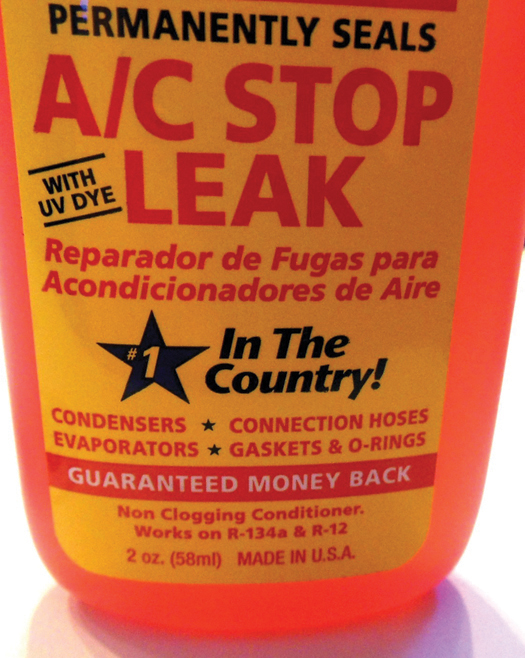 PERMANENTLY SEALS
A/C STOP
WITH
UV DYE
LEAK
Reparador de Fugas para
Acondicionadores de Aire
#1
In The
Country!
CONDENSERS ★ CONNECTION HOSES
EVAPORATORS ★ GASKETS & O-RINGS
GUARANTEED MONEY BACK
Non Clogging Conditioner.
Works on R-134a & R-12
2 oz. (58ml) MADE IN U.S.A.